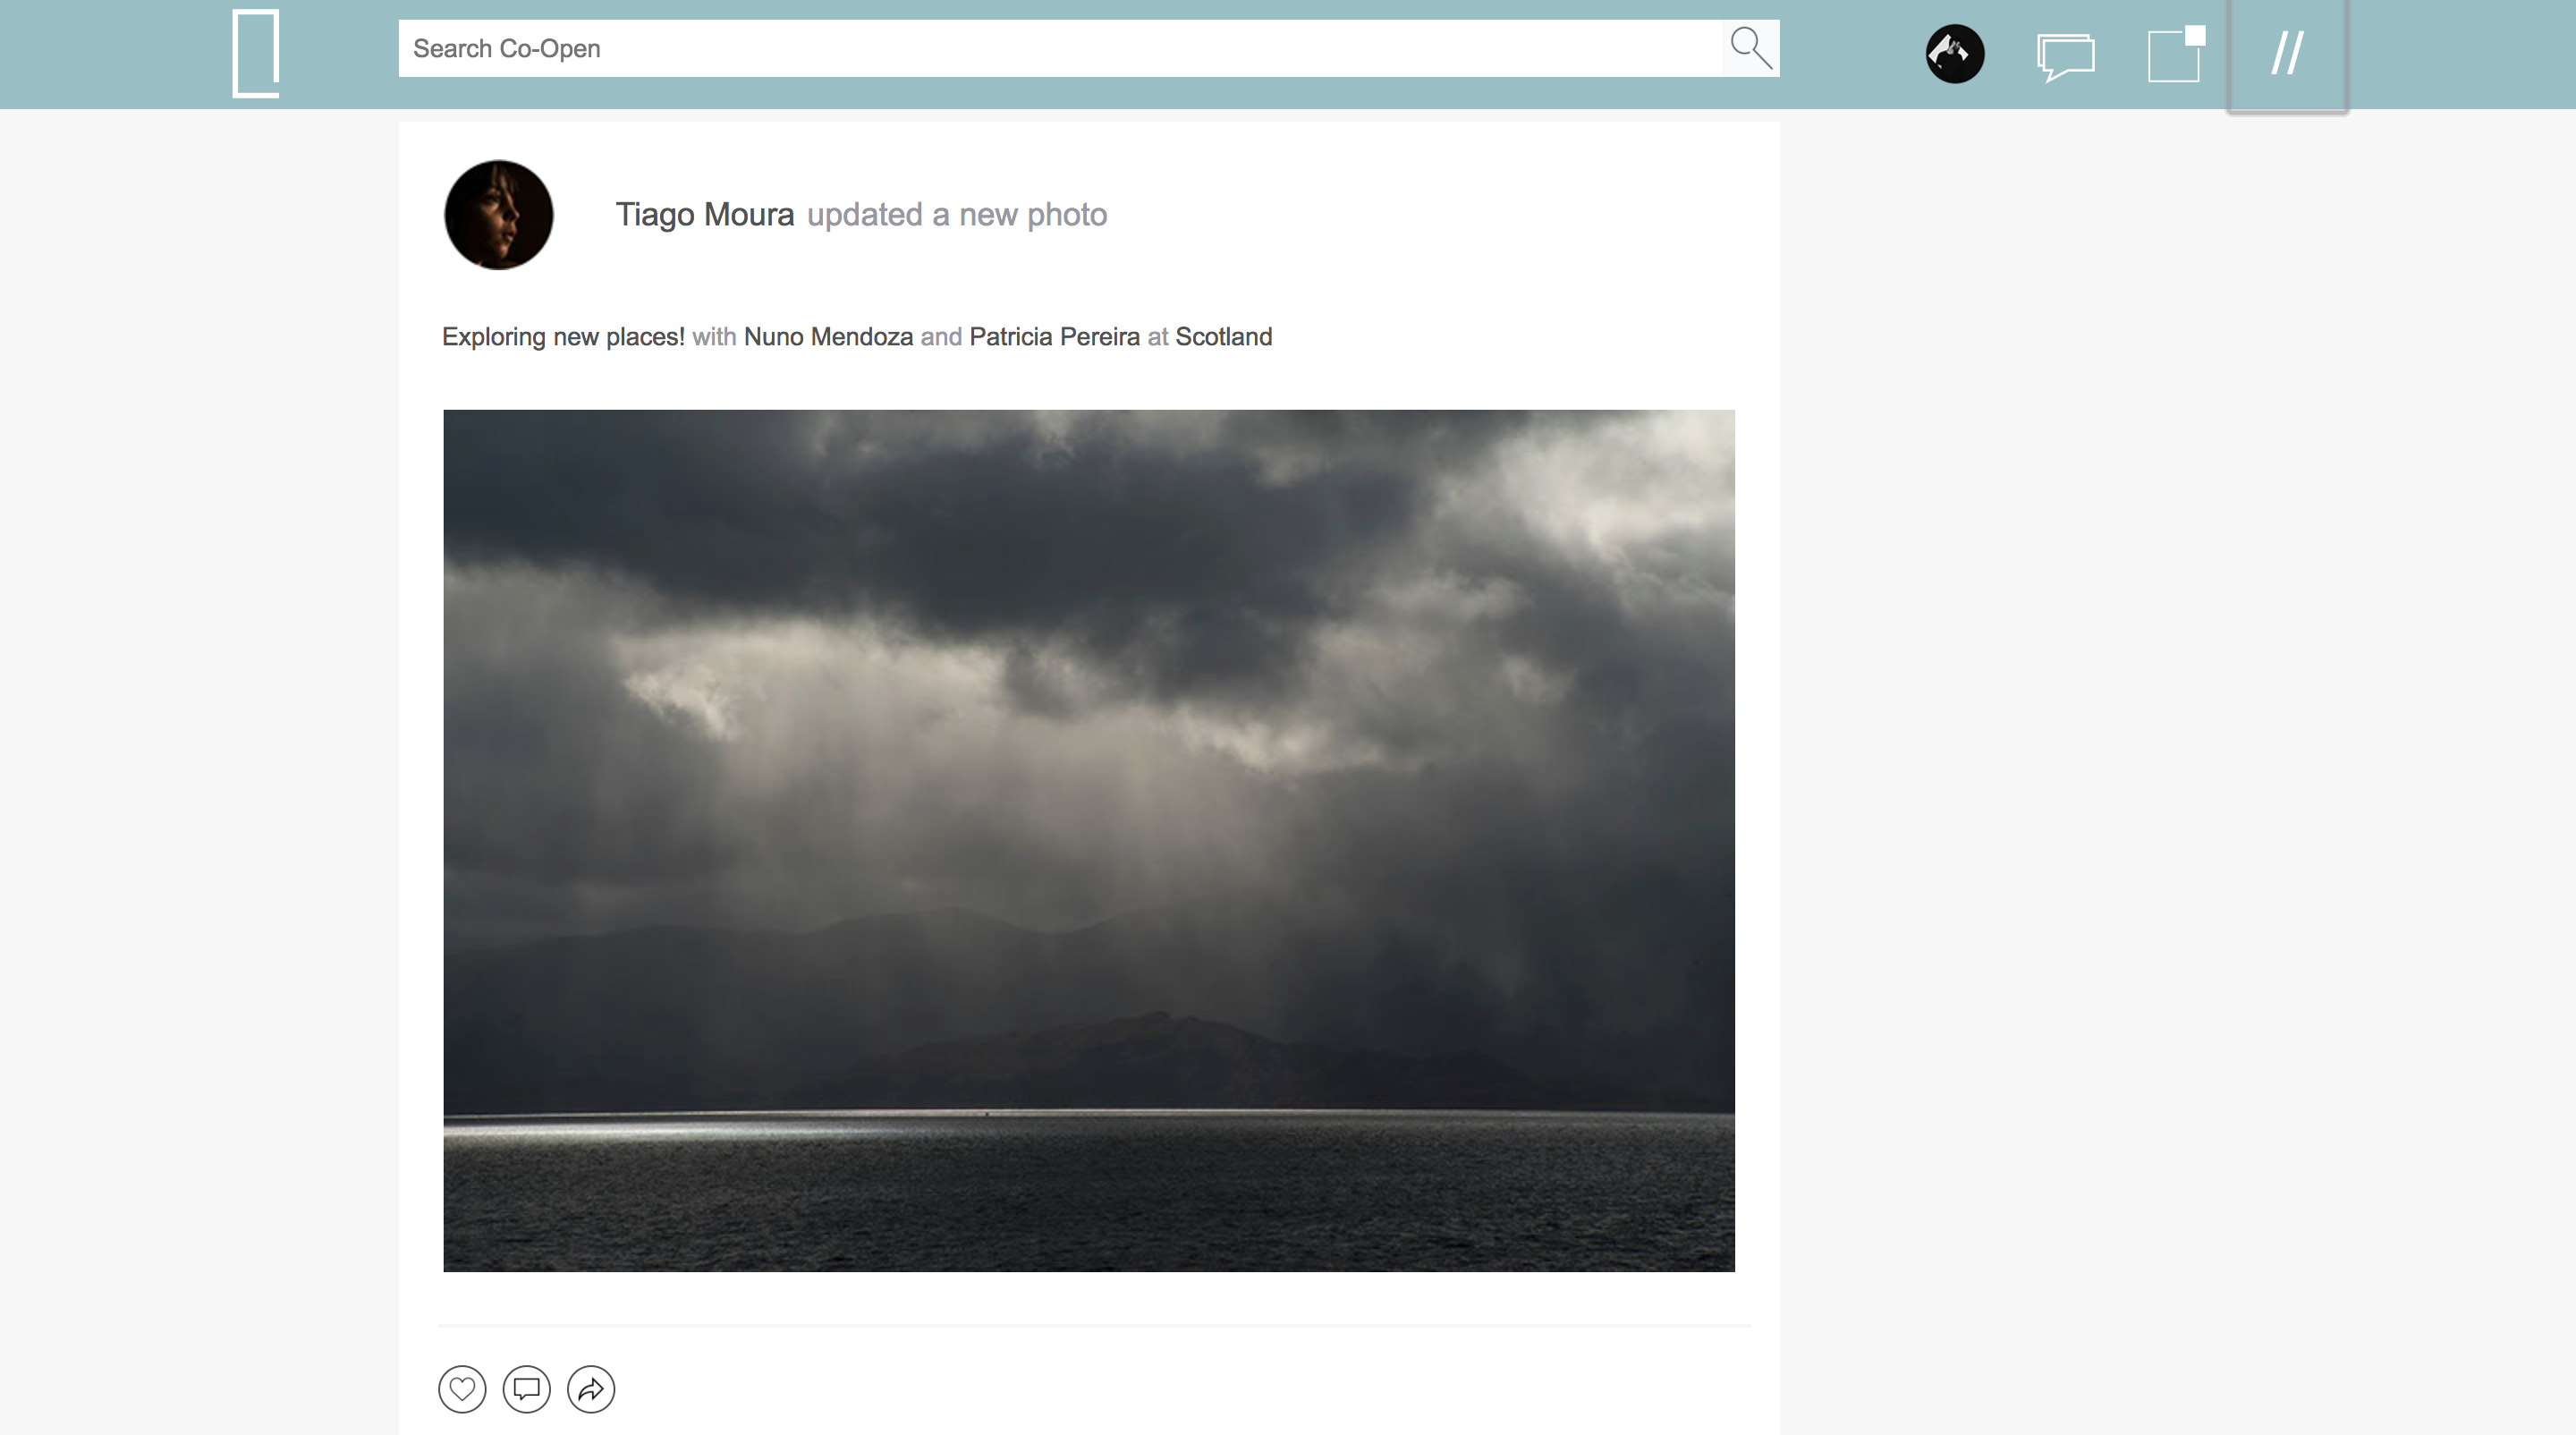 Search Co-Open
//
Tiago Moura updated a new photo
Exploring new places! with Nuno Mendoza and Patricia Pereira at Scotland